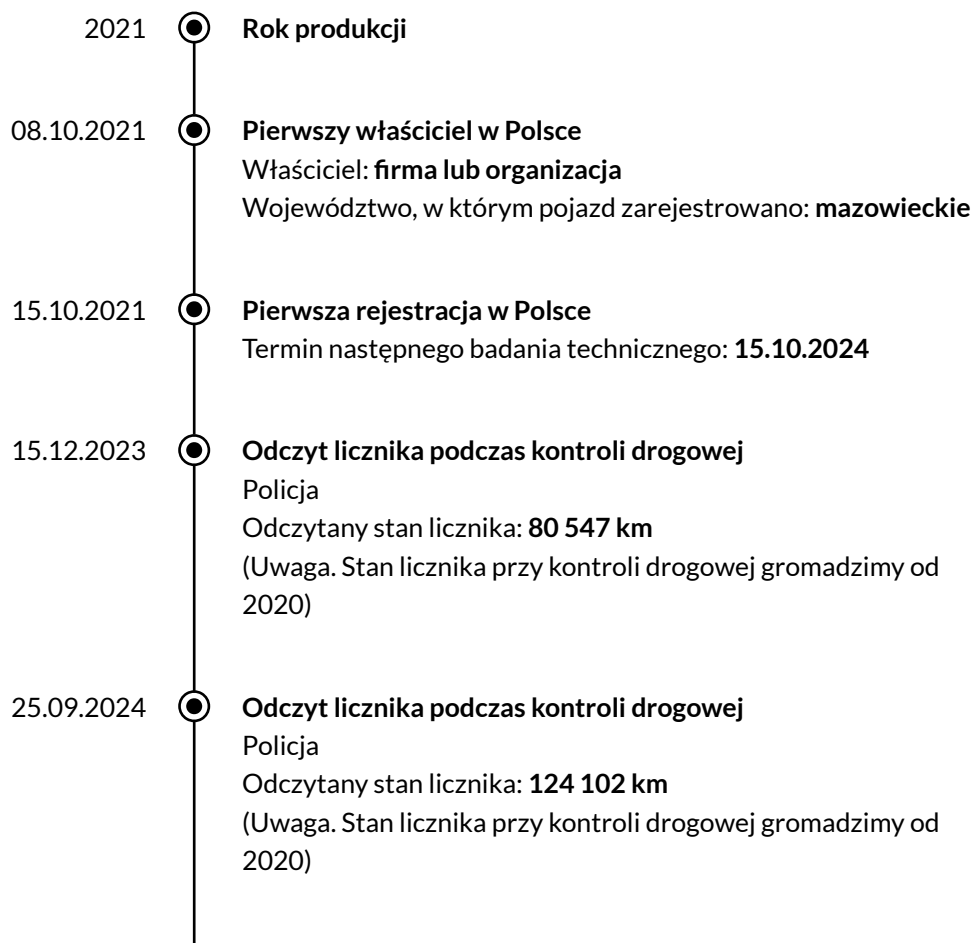 2021 Rok produkcji
08.10.2021 Pierwszy właściciel w Polsce
Właściciel: firma lub organizacja
Województwo, w którym pojazd zarejestrowano: mazowieckie
15.10.2021 Pierwsza rejestracja w Polsce
Termin następnego badania technicznego: 15.10.2024
15.12.2023 Odczyt licznika podczas kontroli drogowej
Policja
Odczytany stan licznika: 80 547 km
(Uwaga. Stan licznika przy kontroli drogowej gromadzimy od
2020)
25.09.2024 Odczyt licznika podczas kontroli drogowej
Policja
Odczytany stan licznika: 124 102 km
(Uwaga. Stan licznika przy kontroli drogowej gromadzimy od
2020)